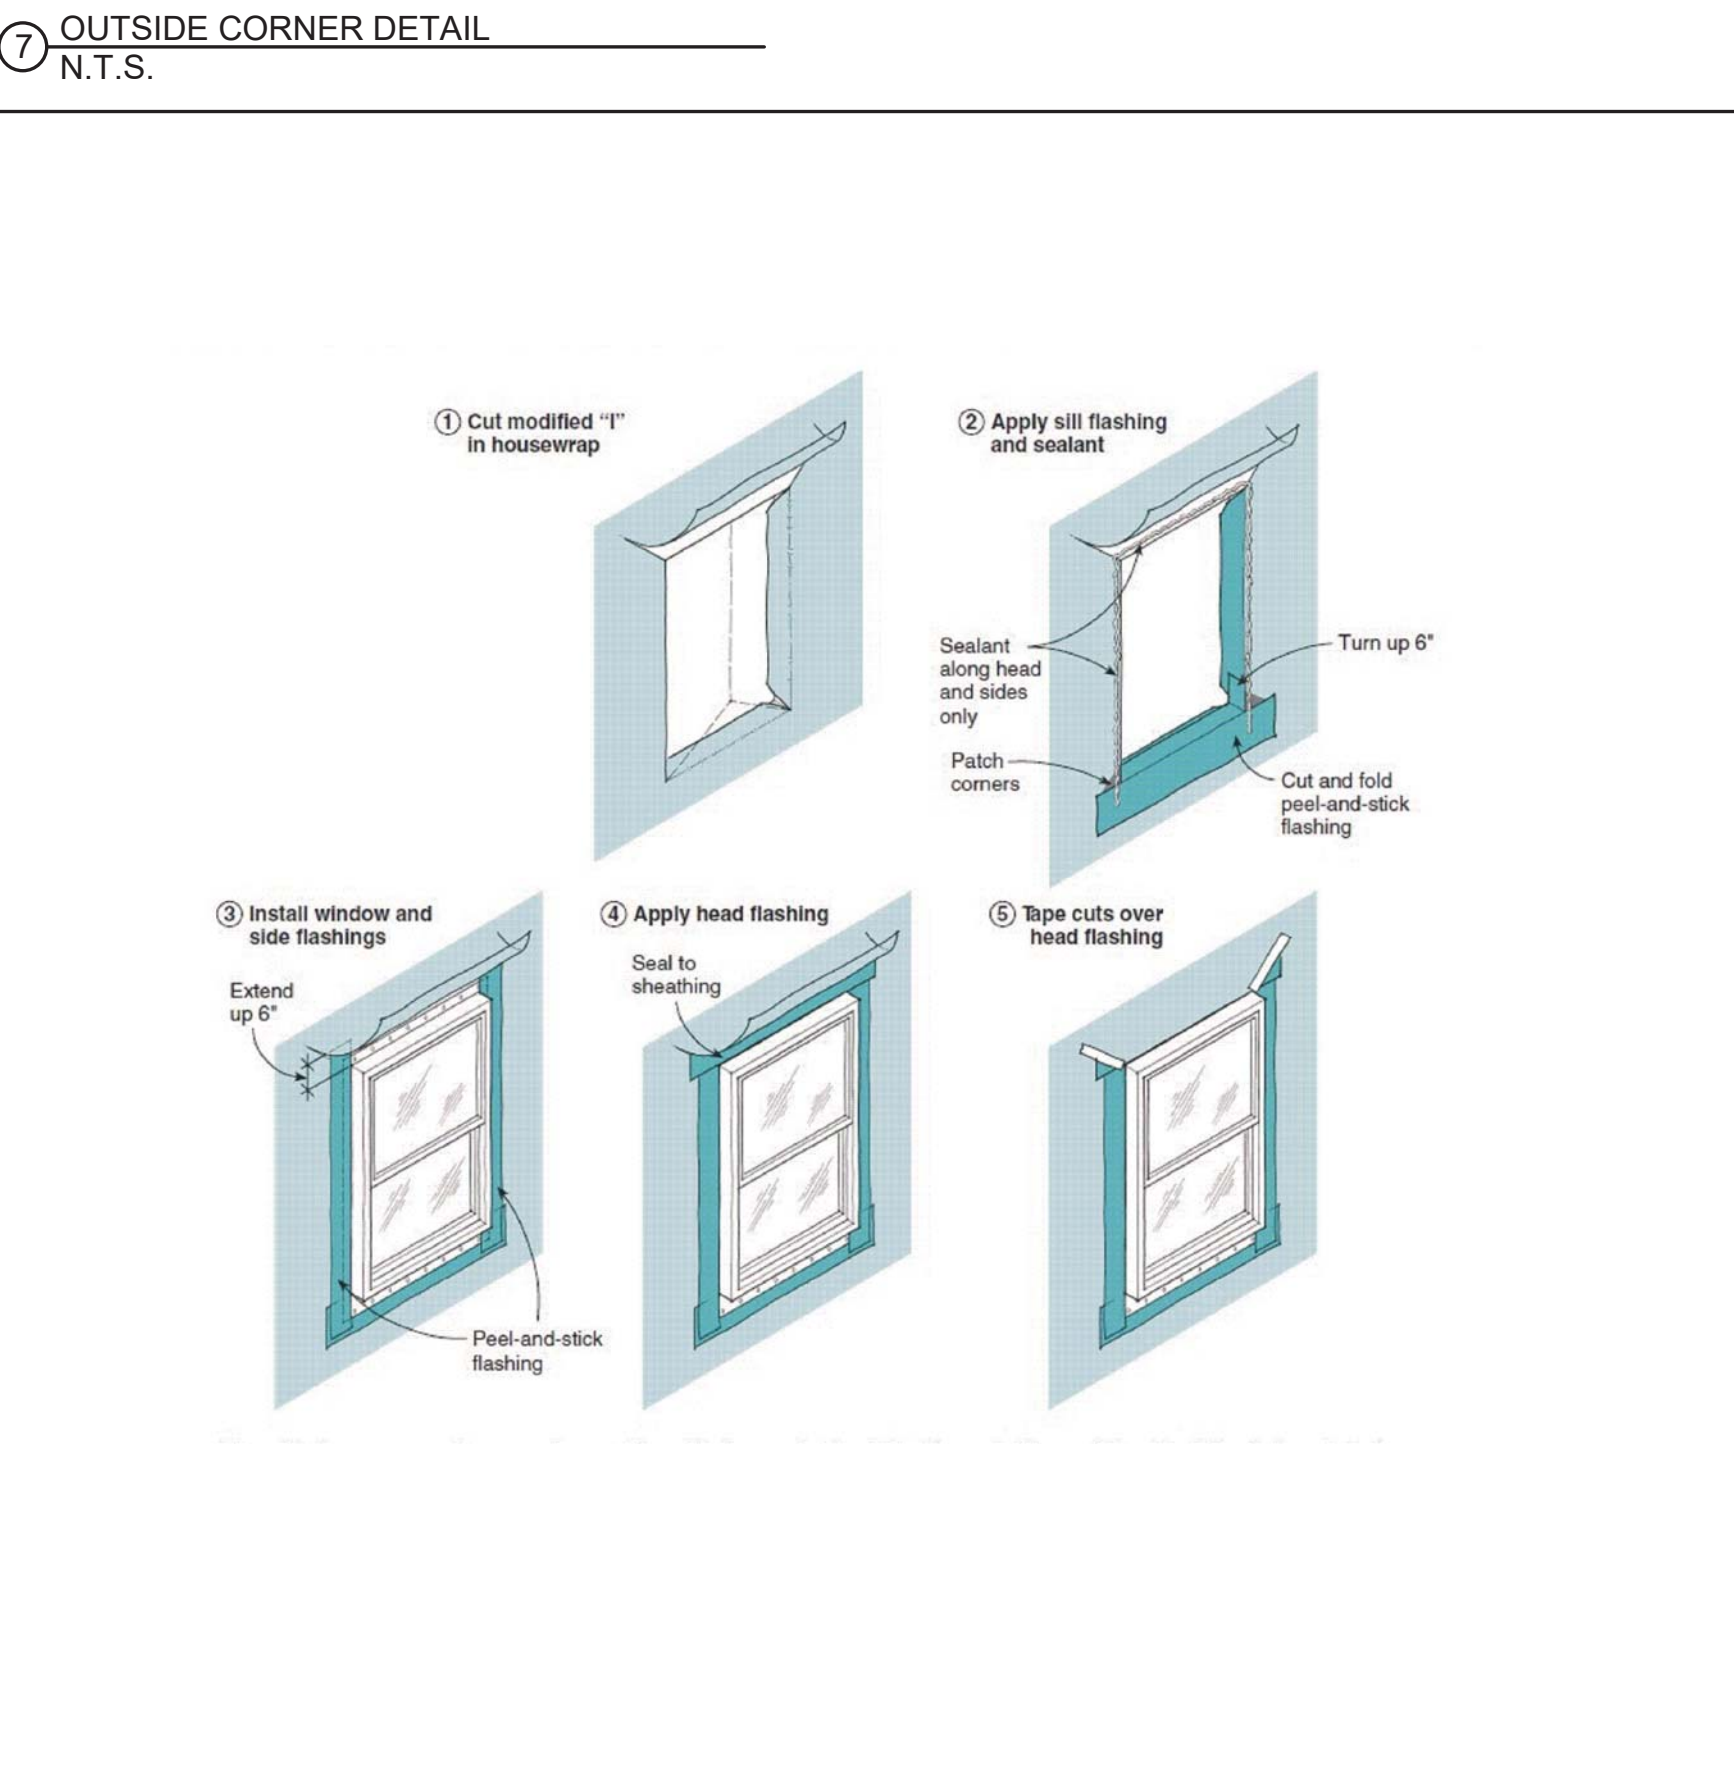 7
OUTSIDE CORNER DETAIL
N.T.S.
① Cut modified “I”
in housewrap
② Apply sill flashing
and sealant
Sealant
along head
and sides
only
Turn up 6"
Patch
corners
Cut and fold
peel-and-stick
flashing
③ Install window and
side flashings
Extend
up 6"
Peel-and-stick
flashing
④ Apply head flashing
Seal to
sheathing
⑤ Tape cuts over
head flashing